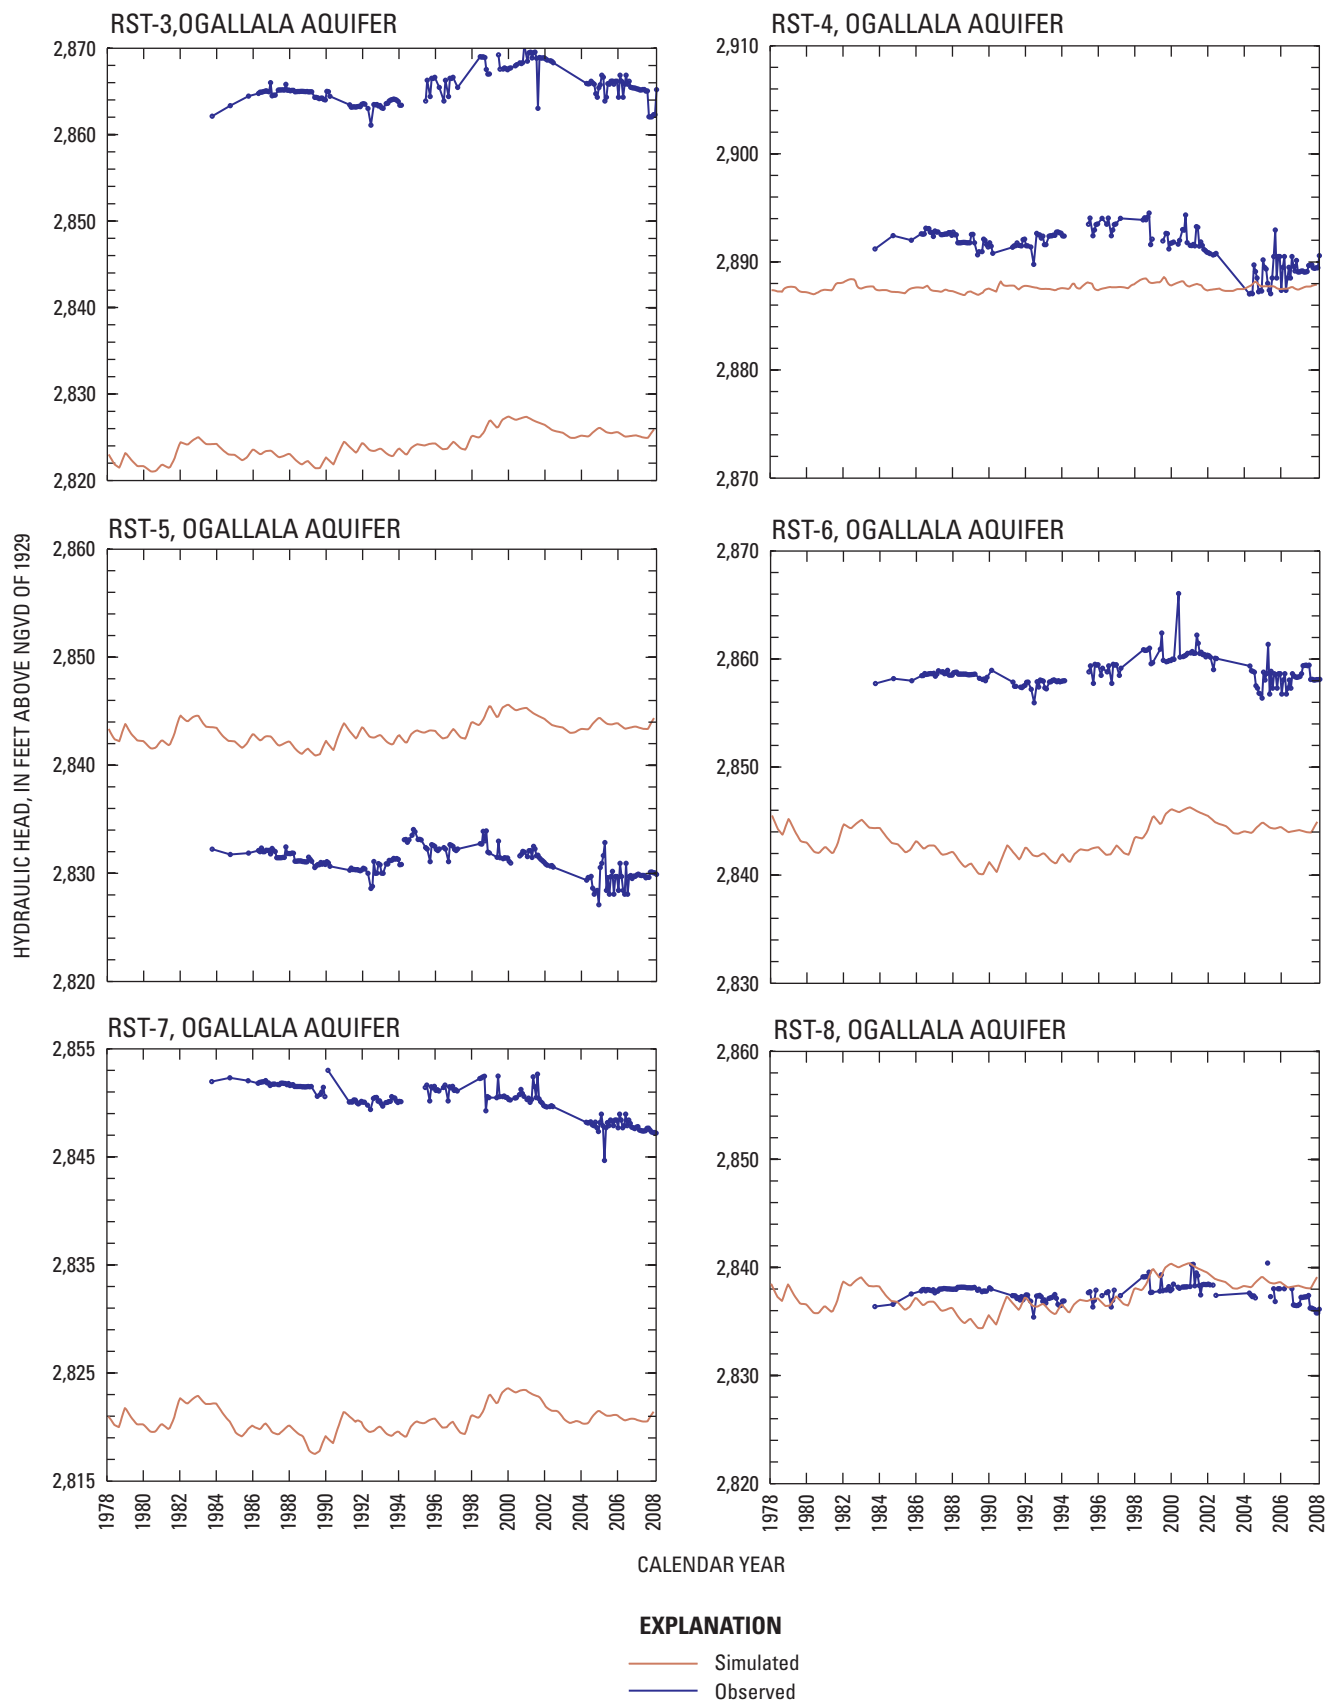 RST-3,OGALLALA AQUIFER
2,870
2,860
2,850
2,840
2,830
2,820
RST-4, OGALLALA AQUIFER
2,910
2,900
2,890
2,880
2,870
HYDRAULIC HEAD, IN FEET ABOVE NGVD OF 1929
RST-5, OGALLALA AQUIFER
2,860
2,850
2,840
2,830
2,820
RST-6, OGALLALA AQUIFER
2,870
2,860
2,850
2,840
2,830
RST-7, OGALLALA AQUIFER
2,855
2,845
2,835
2,825
2,815
1978 1980 1982 1984 1986 1988 1990 1992 1994 1996 1998 2000 2002 2004 2006 2008
RST-8, OGALLALA AQUIFER
2,860
2,850
2,840
2,830
2,820
1978 1980 1982 1984 1986 1988 1990 1992 1994 1996 1998 2000 2002 2004 2006 2008
CALENDAR YEAR
EXPLANATION
Simulated
Observed